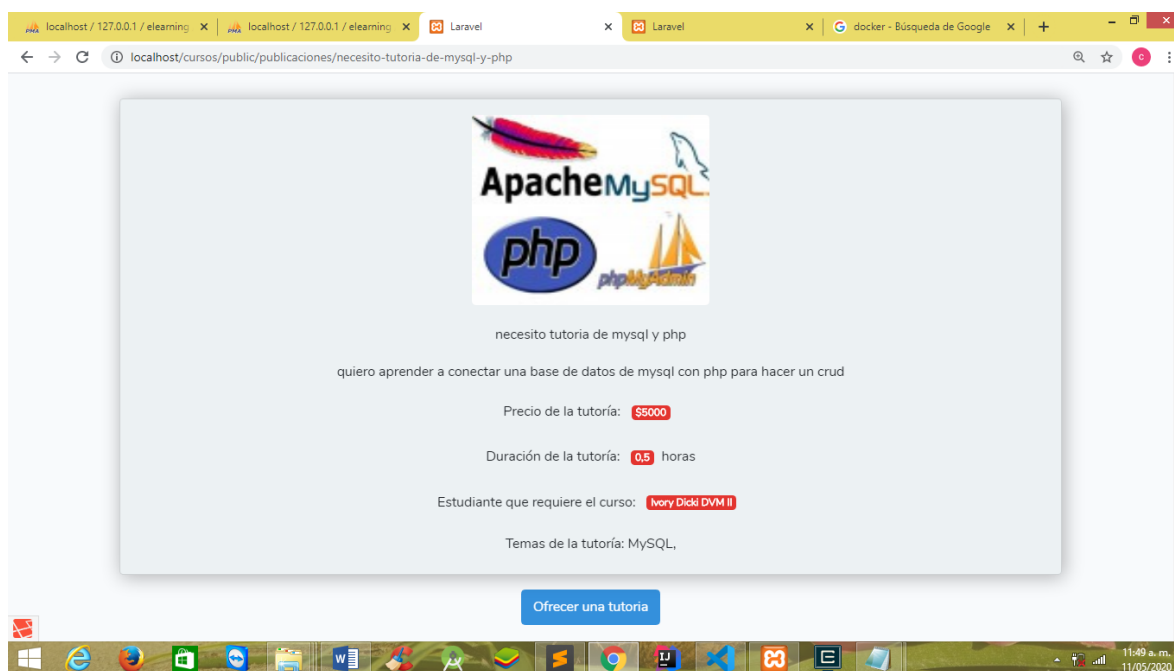 localhost / 127.0.0.1 / elearning
localhost / 127.0.0.1 / elearning
Laravel
Laravel
docker - Búsqueda de Google
localhost/cursos/public/publicaciones/necesito-tutoria-de-mysql-y-php
c
Apache MySQL
php
phpMyAdmin
necesito tutoria de mysql y php
quiero aprender a conectar una base de datos de mysql con php para hacer un crud
Precio de la tutoría: $5000
Duración de la tutoría: 0,5 horas
Estudiante que requiere el curso: Ivory Dicki DVM II
Temas de la tutoría: MySQL,
Ofrecer una tutoria
11:49 a. m.